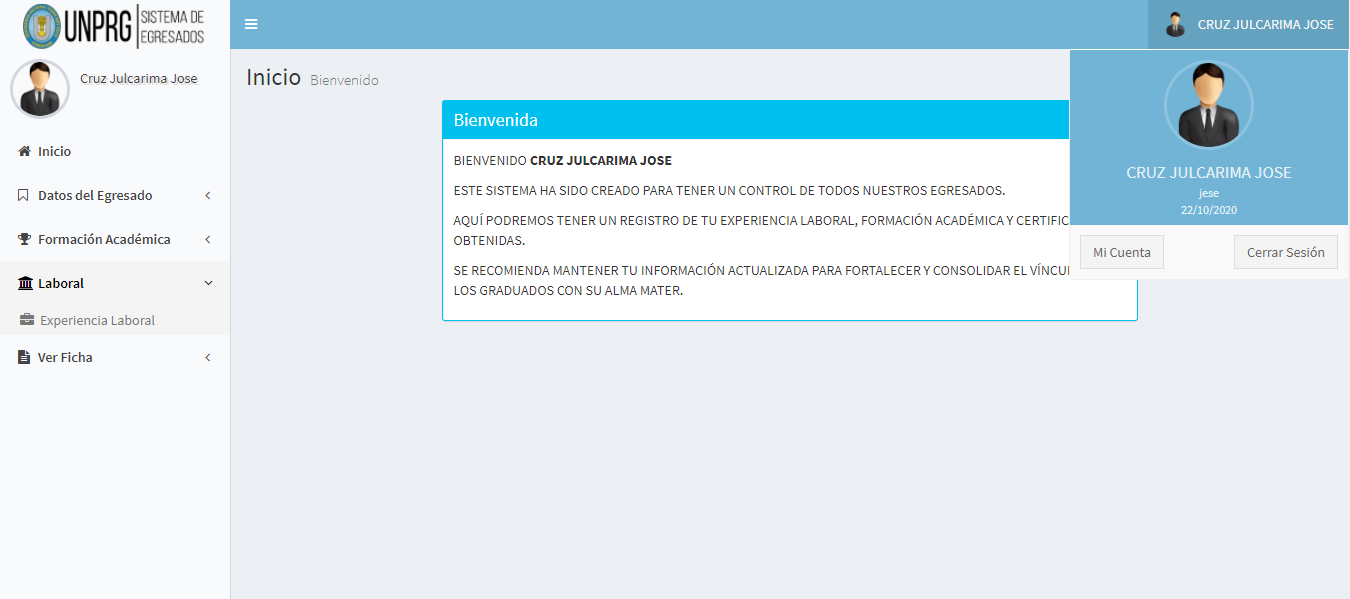 UNPRG SISTEMA DE
EGRESADOS
Cruz Julcarima Jose
Inicio
Datos del Egresado
Formación Académica
Laboral
Experiencia Laboral
Ver Ficha
CRUZ JULCARIMA JOSE
Inicio Bienvenido
Bienvenida
BIENVENIDO CRUZ JULCARIMA JOSE
ESTE SISTEMA HA SIDO CREADO PARA TENER UN CONTROL DE TODOS NUESTROS EGRESADOS.
AQUÍ PODREMOS TENER UN REGISTRO DE TU EXPERIENCIA LABORAL, FORMACIÓN ACADÉMICA Y CERTIFIC
OBTENIDAS.
SE RECOMIENDA MANTENER TU INFORMACIÓN ACTUALIZADA PARA FORTALECER Y CONSOLIDAR EL VÍNCU
LOS GRADUADOS CON SU ALMA MATER.
CRUZ JULCARIMA JOSE
jese
22/10/2020
Mi Cuenta
Cerrar Sesión